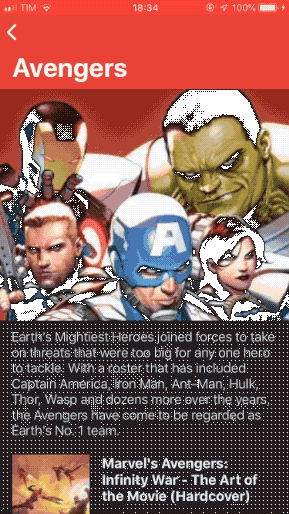 TIM 18:34 100%
Avengers
A
Earth's Mightiest Heroes joined forces to take
on threats that were too big for any one hero
to tackle. With a roster that has included
Captain America, Iron Man, Ant-Man, Hulk,
Thor, Wasp and dozens more over the years,
the Avengers have come to be regarded as
Earth's No. 1 team.
Marvel's Avengers:
Infinity War - The Art of
the Movie (Hardcover)